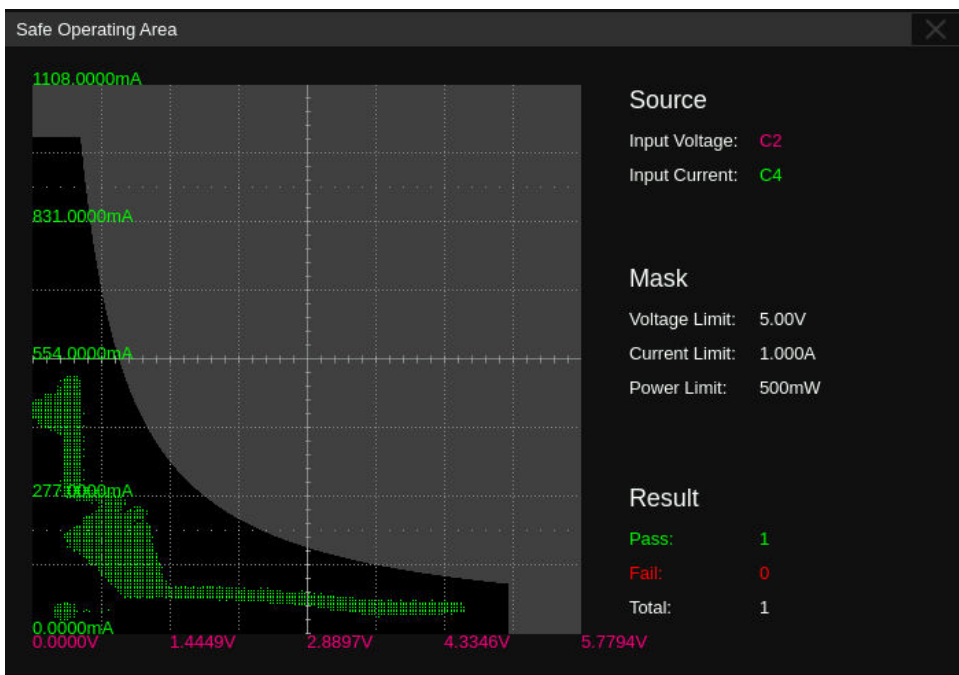 Safe Operating Area
1108.0000mA
831.0000mA
554.0000mA
277.0000mA
0.0000mA
0.0000V 1.4449V 2.8897V 4.3346V 5.7794V
Source
Input Voltage: C2
Input Current: C4
Mask
Voltage Limit: 5.00V
Current Limit: 1.000A
Power Limit: 500mW
Result
Pass: 1
Fail: 0
Total: 1